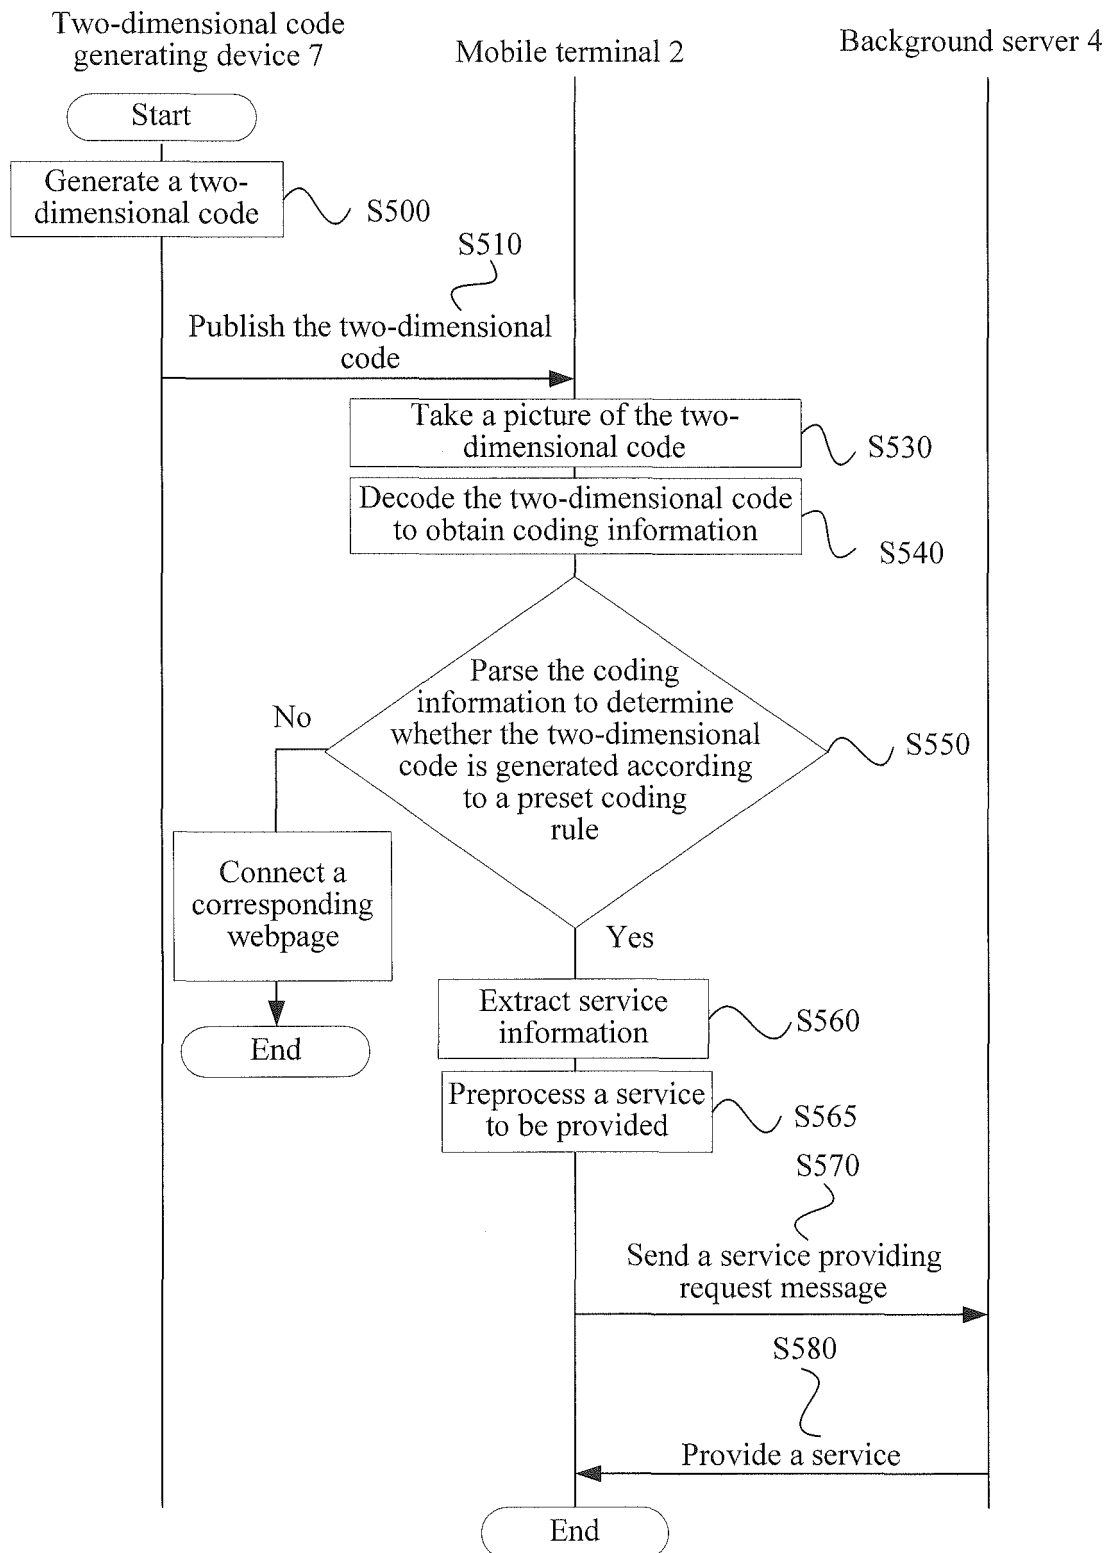 Two-dimensional code
generating device 7
Mobile terminal 2
Background server 4
Start
Generate a two-
dimensional code
S500
S510
Publish the two-dimensional
code
Take a picture of the two-
dimensional code
S530
Decode the two-dimensional code
to obtain coding information
S540
Parse the coding
information to determine
whether the two-dimensional
code is generated according
to a preset coding
rule
S550
No
Connect a
corresponding
webpage
End
Yes
Extract service
information
S560
Preprocess a service
to be provided
S565
S570
Send a service providing
request message
S580
Provide a service
End